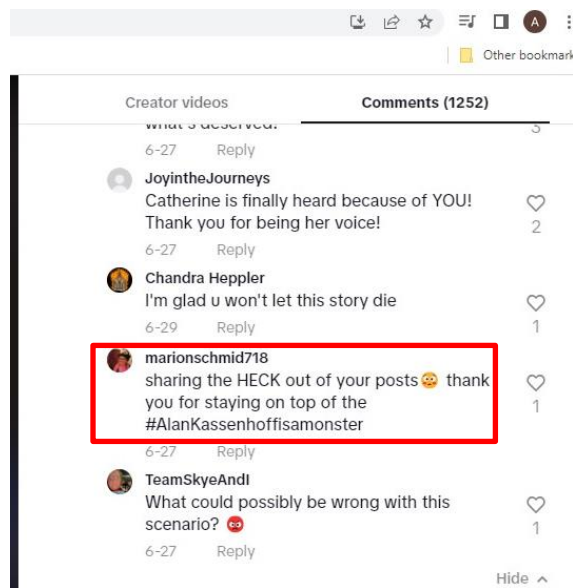 A
Other bookmark
Creator videos
Comments (1252)
what's deserved!
3
6-27 Reply
JoyintheJourneys
Catherine is finally heard because of YOU!
Thank you for being her voice!
2
6-27 Reply
Chandra Heppler
I'm glad u won't let this story die
6-29 Reply
1
marionschmid718
sharing the HECK out of your posts😡 thank
you for staying on top of the
#AlanKassenhoffisamonster
1
6-27 Reply
TeamSkyeAndI
What could possibly be wrong with this
scenario?
1
6-27 Reply
Hide